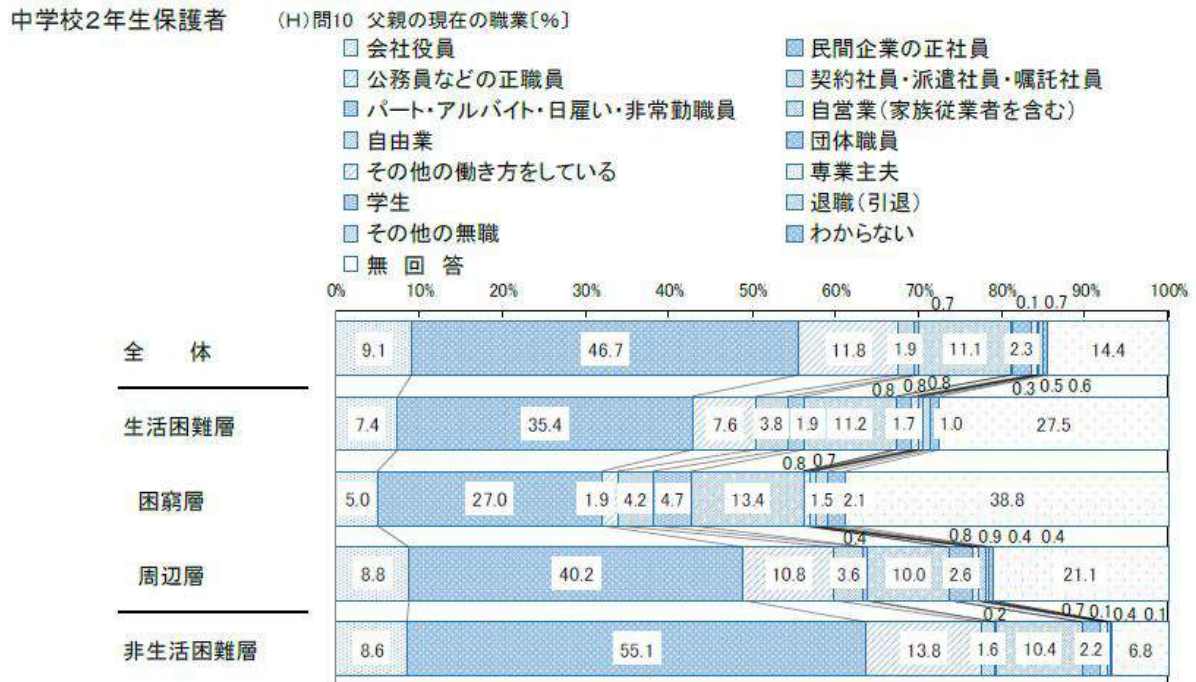 中学校2年生保護者 (H)問10 父親の現在の職業〔%〕
会社役員 民間企業の正社員
公務員などの正職員 契約社員・派遣社員・嘱託社員
パート・アルバイト・日雇い・非常勤職員 自営業(家族従業者を含む)
自由業 団体職員
その他の働き方をしている 専業主夫
学生 退職(引退)
その他の無職 わからない
無 回 答
0% 10% 20% 30% 40% 50% 60% 70% 80% 90% 100%
0.7 0.1 0.7
全 体 9.1 46.7 11.8 1.9 11.1 2.3 14.4
0.8 0.8 0.8 0.3 0.5 0.6
生活困難層 7.4 35.4 7.6 3.8 1.9 11.2 1.7 1.0 27.5
0.8 0.7
困窮層 5.0 27.0 1.9 4.2 4.7 13.4 1.5 2.1 38.8
0.4 0.8 0.9 0.4 0.4
周辺層 8.8 40.2 10.8 3.6 10.0 2.6 21.1
0.2 0.7 0.1 0.4 0.1
非生活困難層 8.6 55.1 13.8 1.6 10.4 2.2 6.8